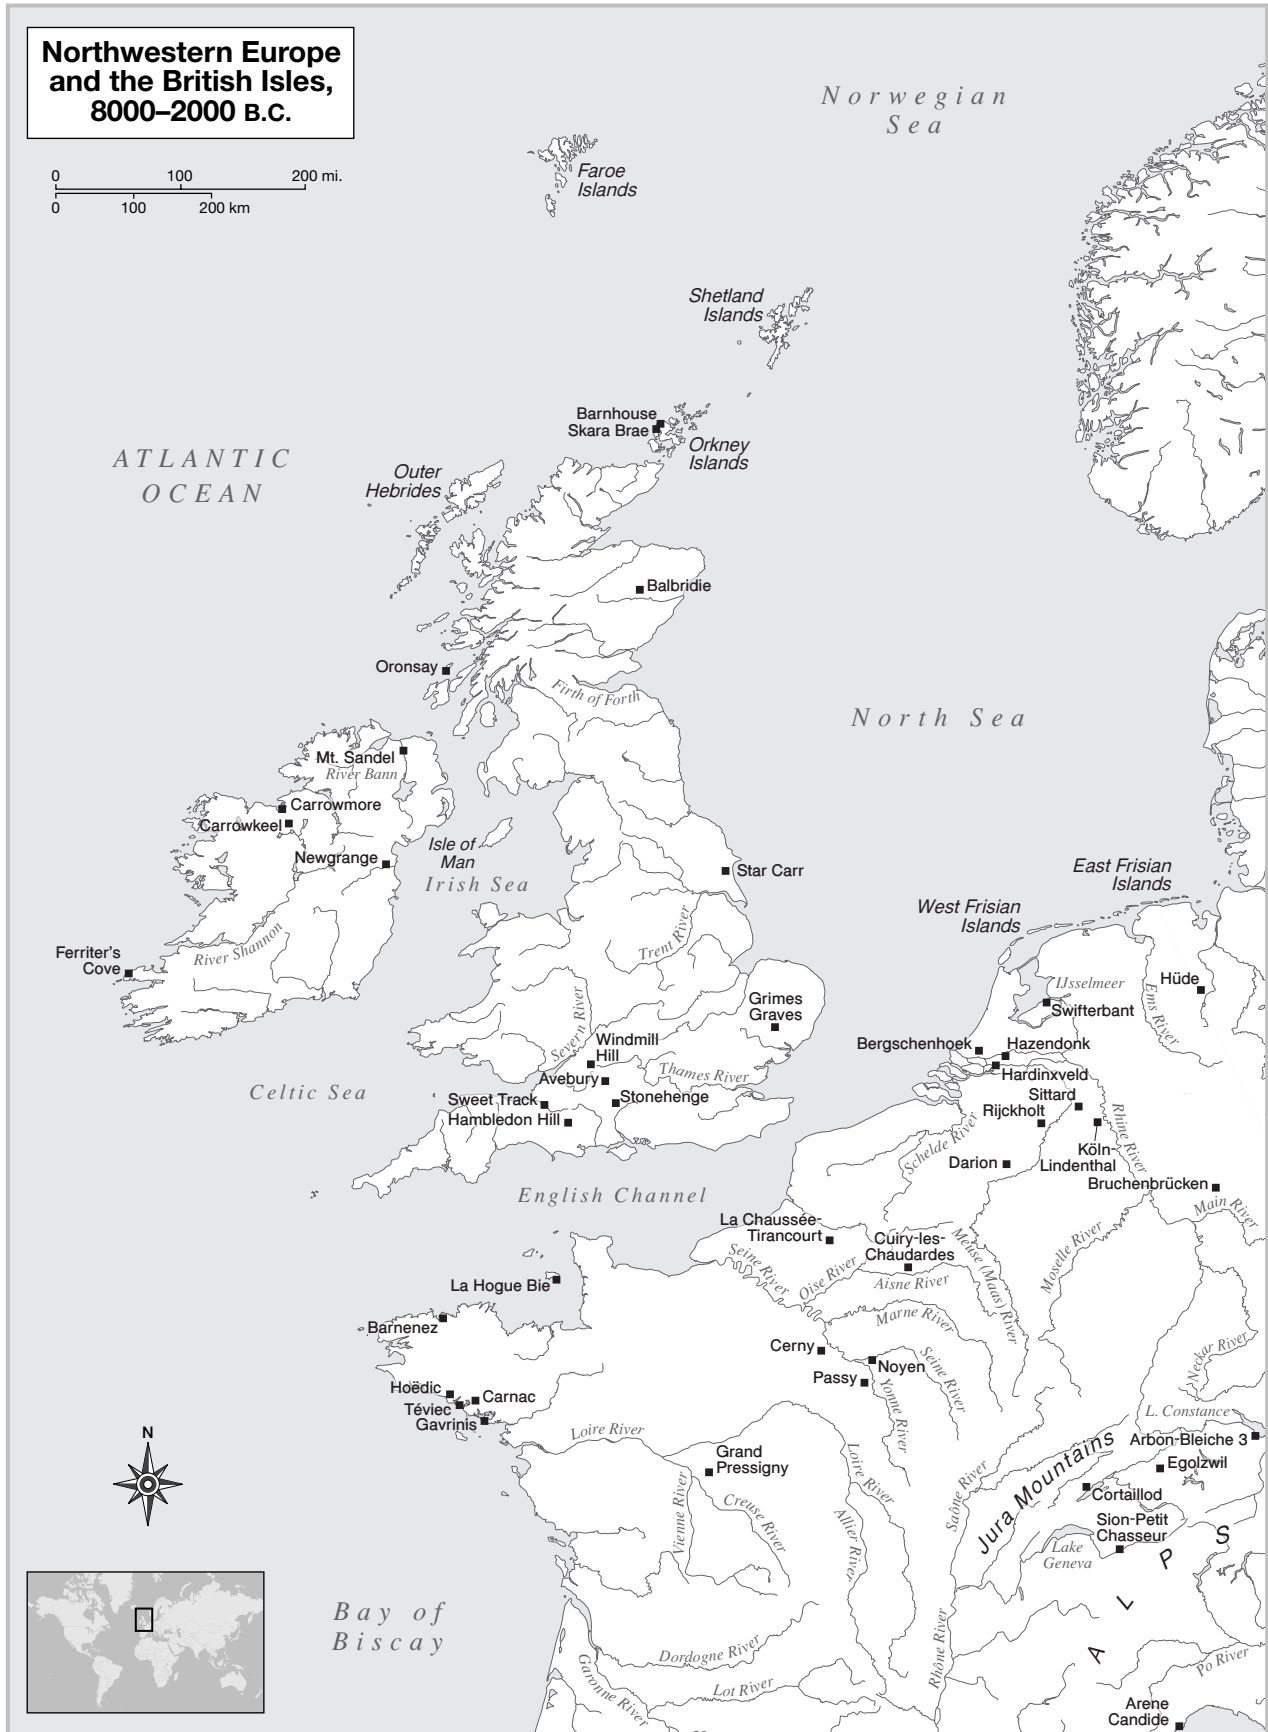 Northwestern Europe
and the British Isles,
8000–2000 B.C.
0 100 200 mi.
0 100 200 km
Norwegian
Sea
Faroe
Islands
Shetland
Islands
Barnhouse
Skara Brae
Orkney
Islands
ATLANTIC
OCEAN
Outer
Hebrides
Balbridie
Oronsay
Firth of Forth
North Sea
Mt. Sandel
River Bann
Carrowmore
Carrowkeel
Newgrange
Isle of
Man
Irish Sea
Star Carr
East Frisian
Islands
West Frisian
Islands
Trent River
River Shannon
Ferriter's
Cove
IJsselmeer
Hüde
Swifterbant
Ems River
Grimes
Graves
Severn River
Windmill
Hill
Bergschenhoek
Hazendonk
Hardinxveld
Thames River
Avebury
Celtic Sea
Sweet Track
Stonehenge
Hambledon Hill
Sittard
Rijckholt
Rhine River
Schelde River
Köln-
Lindenthal
Darion
Bruchenbrücken
Main River
English Channel
La Chaussée-
Tirancourt
Cuiry-les-
Chaudardes
Meuse (Maas) River
Moselle River
Seine River
Oise River
Aisne River
La Hogue Bie
Barnenez
Marne River
Cerny
Noyen
Seine River
Neckar River
Passy
Yonne River
Hoëdic
Carnac
Téviec
Gavrinis
L. Constance
Loire River
Arbon-Bleiche 3
N
Grand
Pressigny
Loire River
Saône River
Jura Mountains
Egolzwil
Cortaillod
Vienne River
Creuse River
Allier River
Sion-Petit
Chasseur
Lake
Geneva
ALPS
Bay of
Biscay
Dordogne River
Rhône River
Garonne River
Lot River
Po River
Arene
Candide